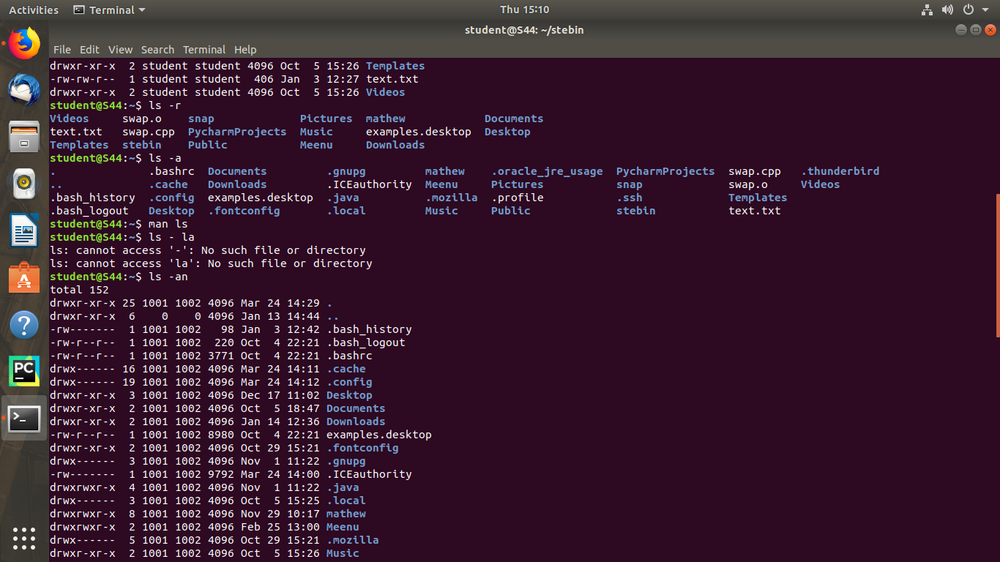 Activities Terminal Thu 15:10
student@S44: ~/stebin
File Edit View Search Terminal Help
drwxr-xr-x  2 student student 4096 Oct  5 15:26 Templates
-rw-rw-r--  1 student student  406 Jan  3 12:27 text.txt
drwxr-xr-x  2 student student 4096 Oct  5 15:26 Videos
student@S44:~$ ls -r
Videos     swap.o    snap             Pictures  mathew            Documents
text.txt   swap.cpp  PycharmProjects  Music     examples.desktop  Desktop
Templates  stebin    Public           Meenu     Downloads
student@S44:~$ ls -a
.              .bashrc  Documents         .gnupg         mathew    .oracle_jre_usage  PycharmProjects  swap.cpp   .thunderbird
..             .cache   Downloads         .ICEauthority  Meenu     Pictures           snap             swap.o     Videos
.bash_history  .config  examples.desktop  .java          .mozilla  .profile           .ssh             Templates
.bash_logout   Desktop  .fontconfig       .local         Music     Public             stebin           text.txt
student@S44:~$ man ls
student@S44:~$ ls - la
ls: cannot access '-': No such file or directory
ls: cannot access 'la': No such file or directory
student@S44:~$ ls -an
total 152
drwxr-xr-x 25 1001 1002 4096 Mar 24 14:29 .
drwxr-xr-x  6    0    0 4096 Jan 13 14:44 ..
-rw-------  1 1001 1002   98 Jan  3 12:42 .bash_history
-rw-r--r--  1 1001 1002  220 Oct  4 22:21 .bash_logout
-rw-r--r--  1 1001 1002 3771 Oct  4 22:21 .bashrc
drwx------ 16 1001 1002 4096 Mar 24 14:11 .cache
drwx------ 19 1001 1002 4096 Mar 24 14:12 .config
drwxr-xr-x  3 1001 1002 4096 Dec 17 11:02 Desktop
drwxr-xr-x  2 1001 1002 4096 Oct  5 18:47 Documents
drwxr-xr-x  2 1001 1002 4096 Jan 14 12:36 Downloads
-rw-r--r--  1 1001 1002 8980 Oct  4 22:21 examples.desktop
drwxr-xr-x  2 1001 1002 4096 Oct 29 15:21 .fontconfig
drwx------  3 1001 1002 4096 Nov  1 11:22 .gnupg
-rw-------  1 1001 1002 9792 Mar 24 14:00 .ICEauthority
drwxrwxr-x  4 1001 1002 4096 Nov  1 11:22 .java
drwx------  3 1001 1002 4096 Oct  5 15:25 .local
drwxrwxr-x  8 1001 1002 4096 Nov 29 10:17 mathew
drwxrwxr-x  2 1001 1002 4096 Feb 25 13:00 Meenu
drwx------  5 1001 1002 4096 Oct 29 15:21 .mozilla
drwxr-xr-x  2 1001 1002 4096 Oct  5 15:26 Music
PC